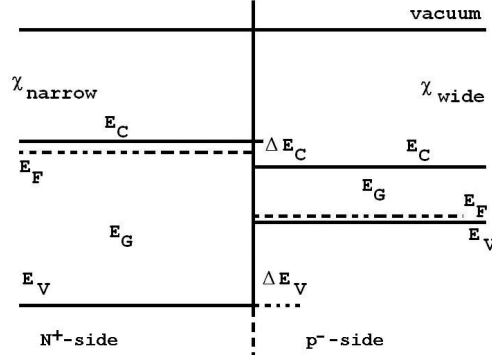 vacuum
χnarrow
χwide
EC
ΔEC
EC
EF
EG
EF
EG
EV
EV
ΔEV
N+-side
p--side